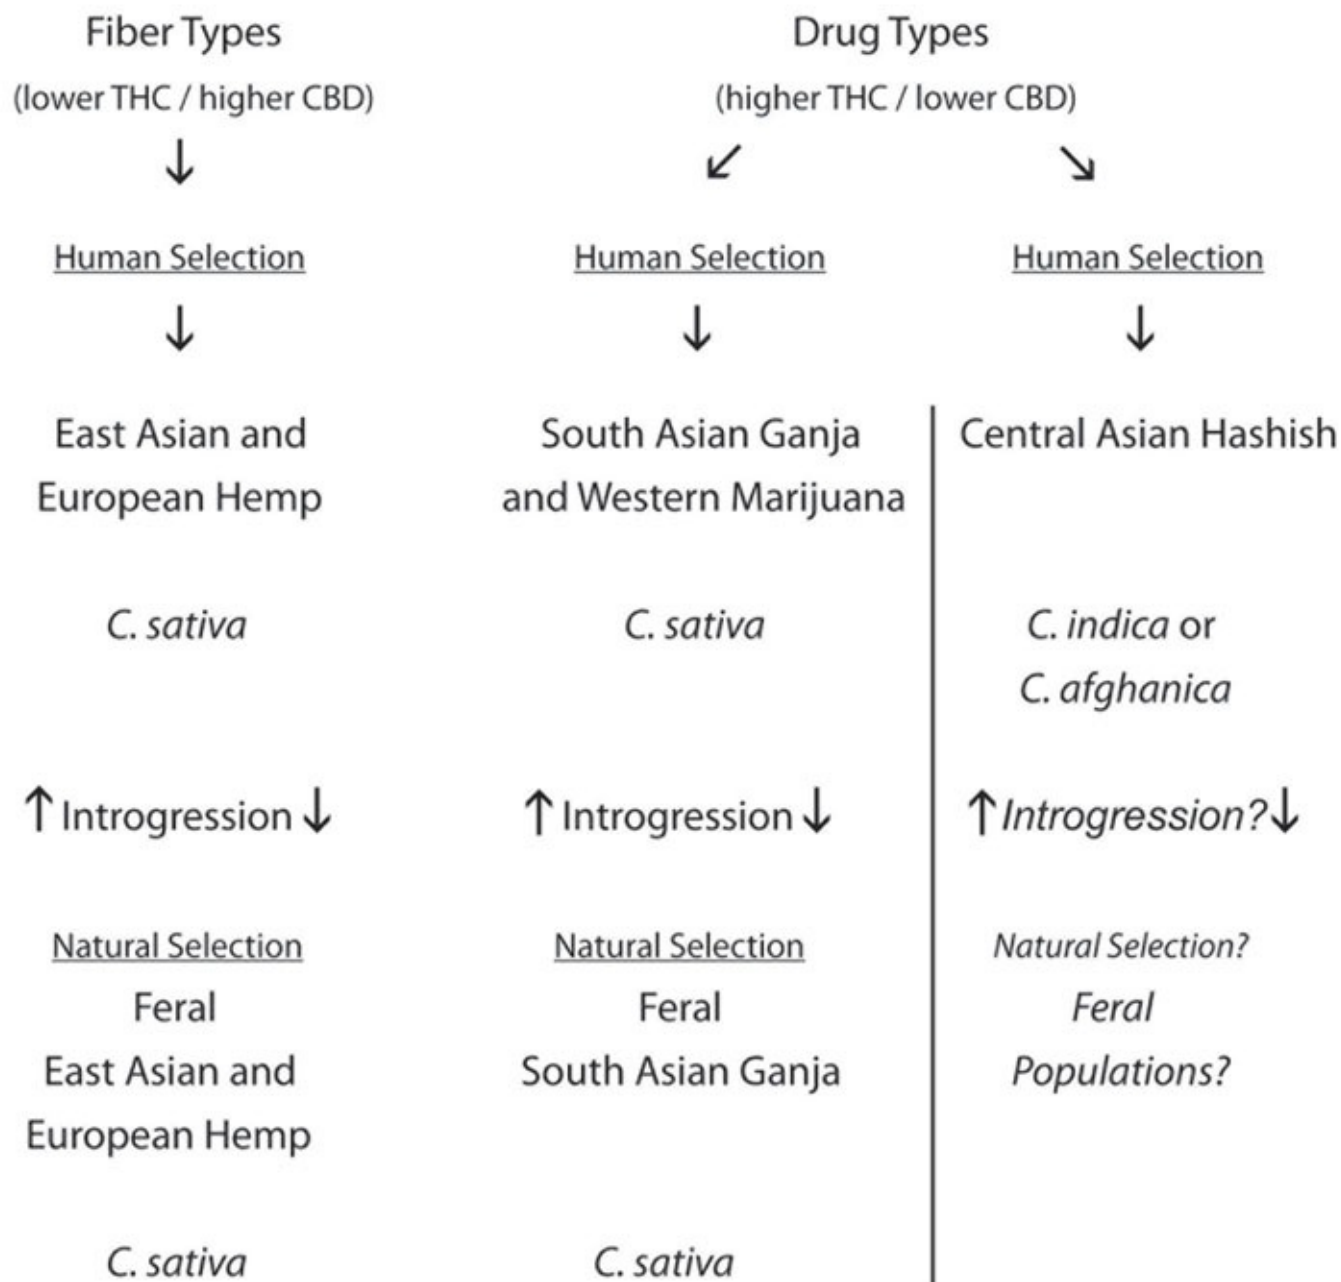 Fiber Types
(lower THC / higher CBD)
↓
Human Selection
↓
East Asian and
European Hemp
C. sativa
↑ Introgression ↓
Natural Selection
Feral
East Asian and
European Hemp
C. sativa
Drug Types
(higher THC / lower CBD)
↙ ↘
Human Selection
↓
South Asian Ganja
and Western Marijuana
C. sativa
↑ Introgression ↓
Natural Selection
Feral
South Asian Ganja
C. sativa
Human Selection
↓
Central Asian Hashish
C. indica or
C. afghanica
↑ Introgression? ↓
Natural Selection?
Feral
Populations?